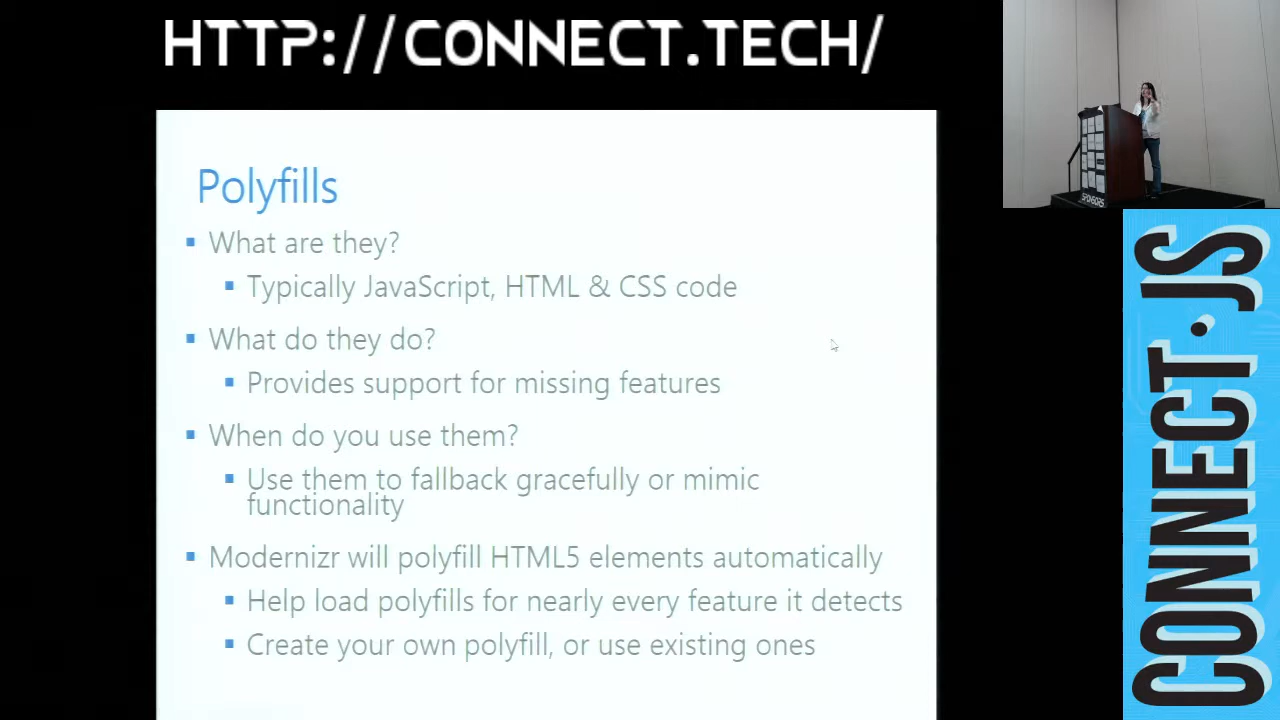 HTTP://CONNECT.TECH/
Polyfills
What are they?
Typically JavaScript, HTML & CSS code
What do they do?
Provides support for missing features
When do you use them?
Use them to fallback gracefully or mimic
functionality
Modernizr will polyfill HTML5 elements automatically
Help load polyfills for nearly every feature it detects
Create your own polyfill, or use existing ones
SPONSORS
CONNECT.JS